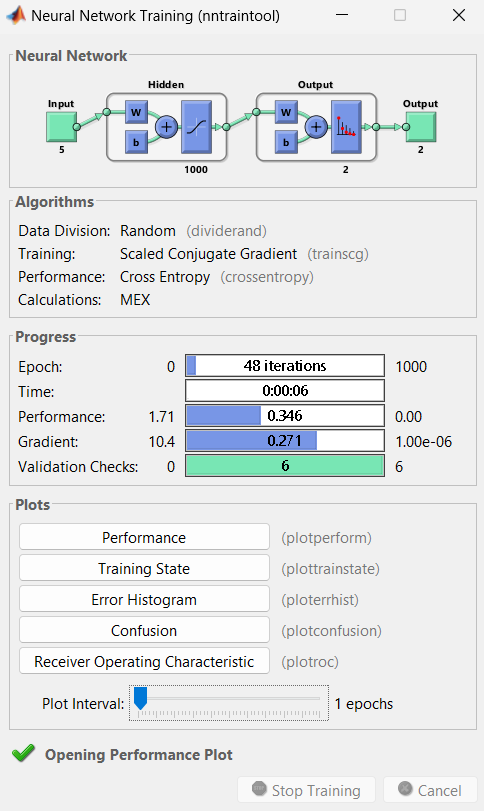 Neural Network Training (nntraintool)
Neural Network
Hidden
Output
Input
W
b
W
b
Output
5
1000
2
2
Algorithms
Data Division: Random (dividerand)
Training: Scaled Conjugate Gradient (trainscg)
Performance: Cross Entropy (crossentropy)
Calculations: MEX
Progress
Epoch: 0 48 iterations 1000
Time: 0:00:06
Performance: 1.71 0.346 0.00
Gradient: 10.4 0.271 1.00e-06
Validation Checks: 0 6 6
Plots
Performance (plotperform)
Training State (plottrainstate)
Error Histogram (ploterrhist)
Confusion (plotconfusion)
Receiver Operating Characteristic (plotroc)
Plot Interval: 1 epochs
Opening Performance Plot
Stop Training Cancel